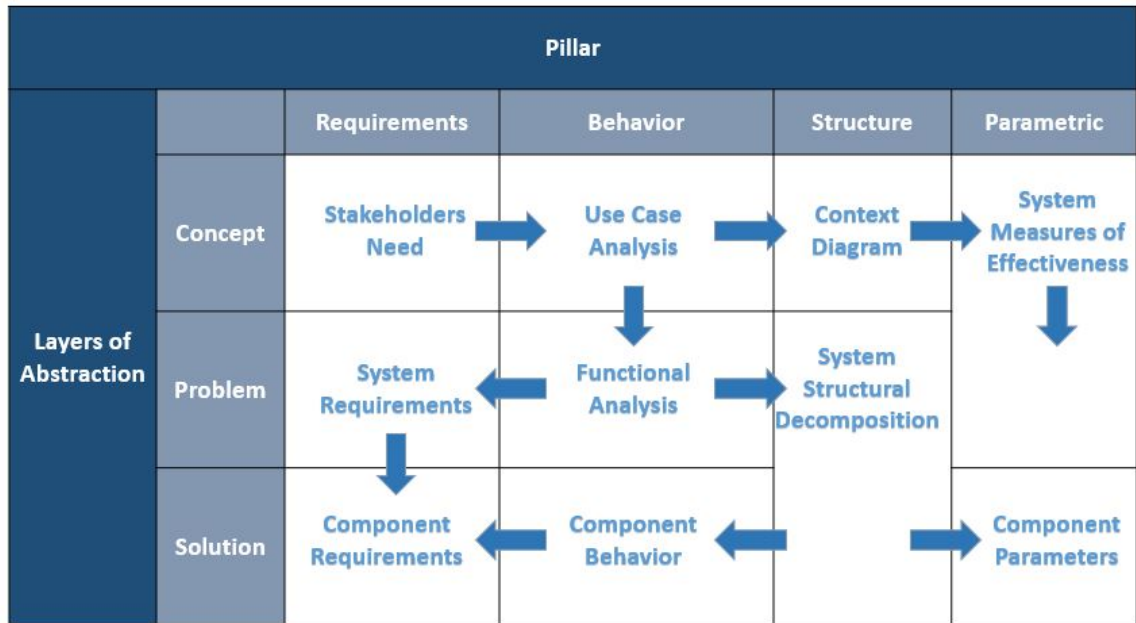 Pillar
Requirements
Behavior
Structure
Parametric
Layers of
Abstraction
Concept
Stakeholders
Need
Use Case
Analysis
Context
Diagram
System
Measures of
Effectiveness
Problem
System
Requirements
Functional
Analysis
System
Structural
Decomposition
Solution
Component
Requirements
Component
Behavior
Component
Parameters